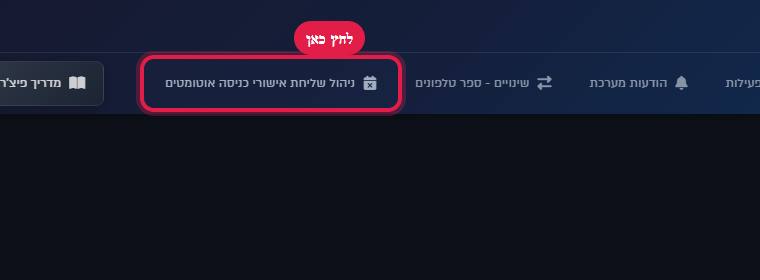 לחץ כאן
פעילות
הודעות מערכת
שינויים - ספר טלפונים
ניהול שליחת אישורי כניסה אוטומטים
מדריך פיצ'ר